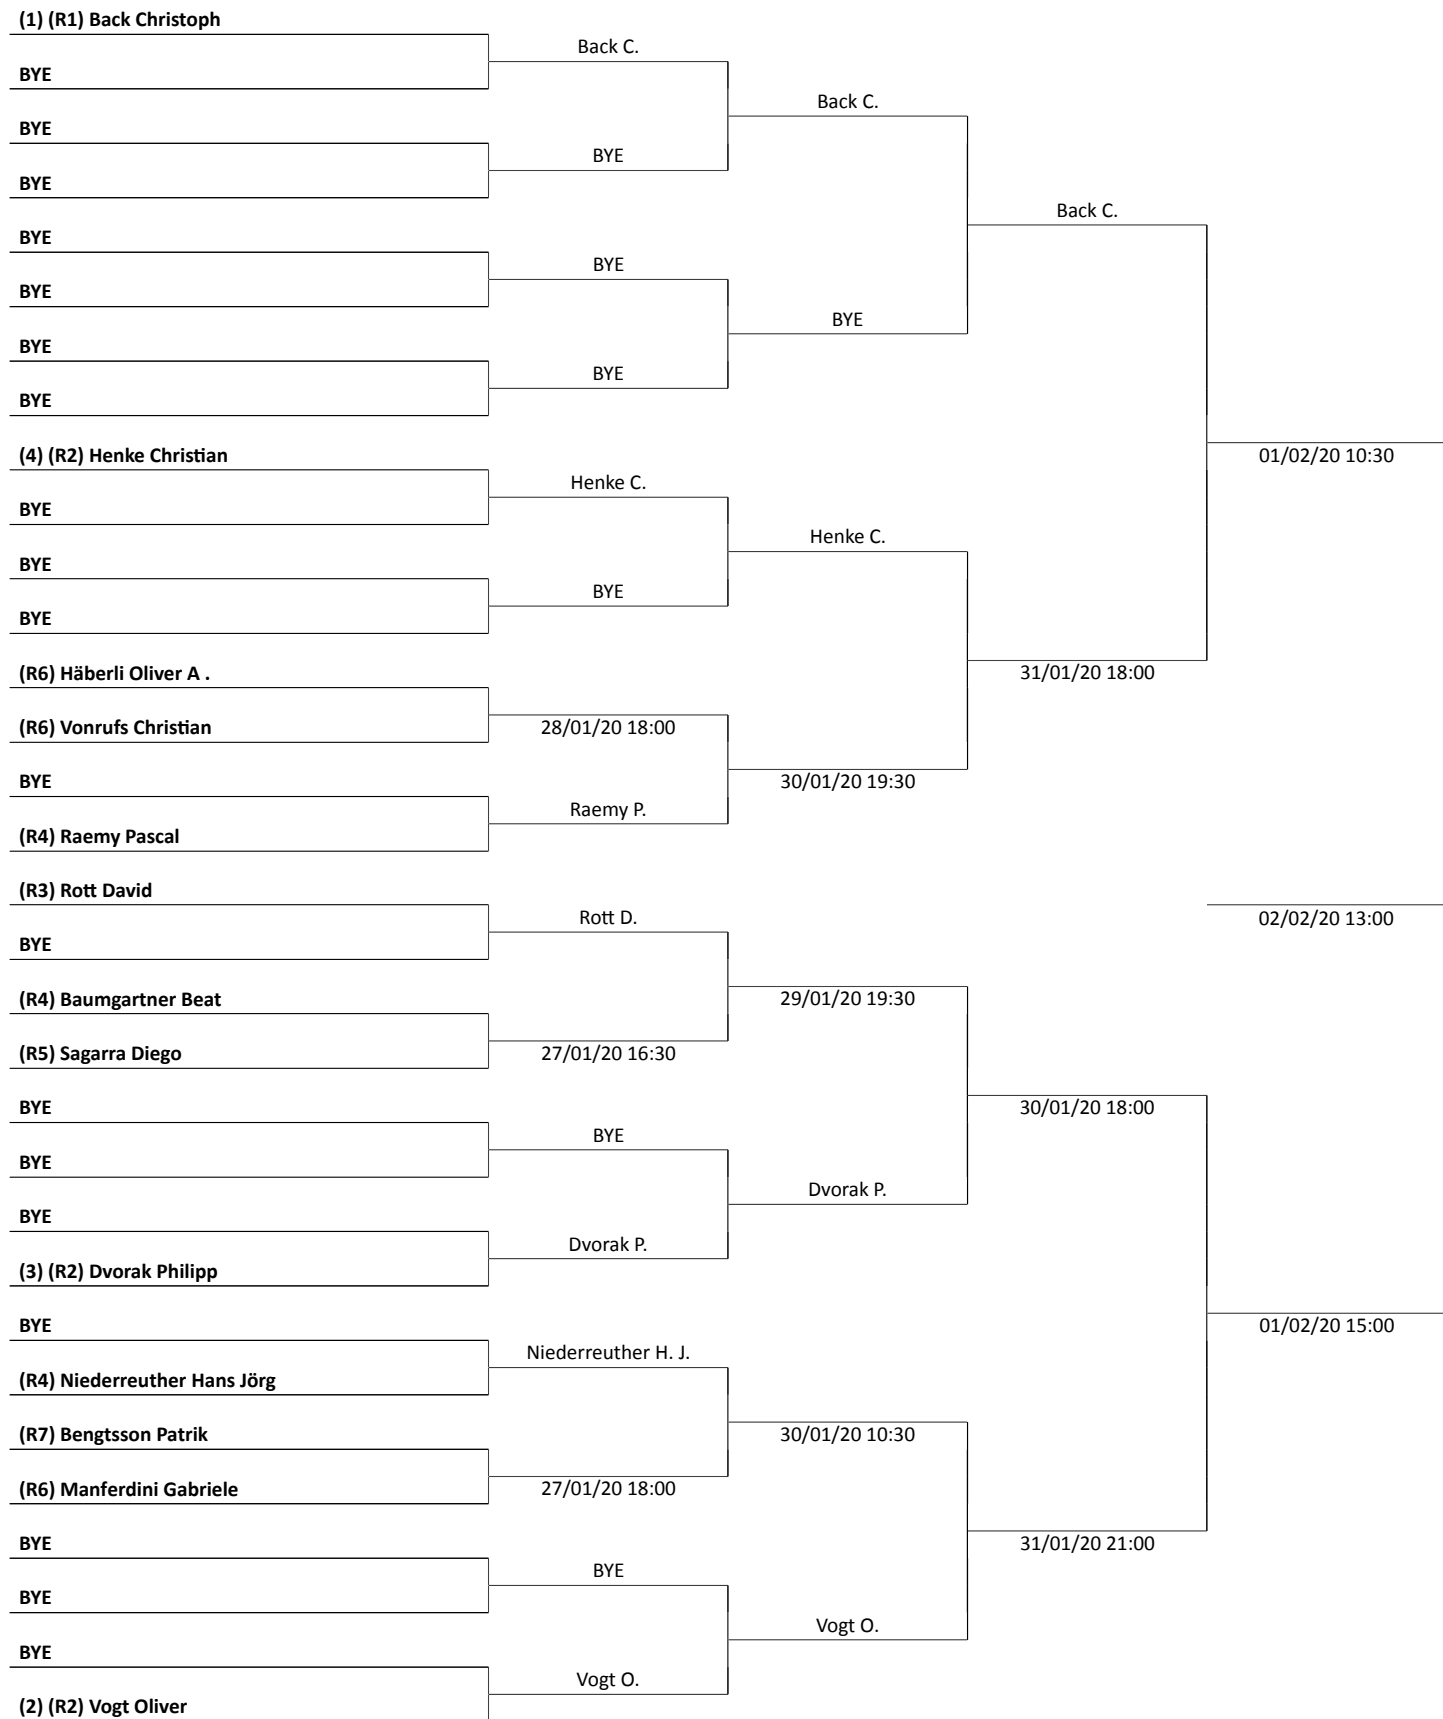 (1) (R1) Back Christoph
Back C.
BYE
Back C.
BYE
BYE
BYE
Back C.
BYE
BYE
BYE
BYE
BYE
BYE
BYE
(4) (R2) Henke Christian
01/02/20 10:30
Henke C.
BYE
Henke C.
BYE
BYE
BYE
(R6) Häberli Oliver A .
31/01/20 18:00
(R6) Vonrufs Christian
28/01/20 18:00
BYE
30/01/20 19:30
Raemy P.
(R4) Raemy Pascal
(R3) Rott David
Rott D.
02/02/20 13:00
BYE
(R4) Baumgartner Beat
29/01/20 19:30
(R5) Sagarra Diego
27/01/20 16:30
BYE
30/01/20 18:00
BYE
BYE
Dvorak P.
BYE
Dvorak P.
(3) (R2) Dvorak Philipp
BYE
01/02/20 15:00
Niederreuther H. J.
(R4) Niederreuther Hans Jörg
(R7) Bengtsson Patrik
30/01/20 10:30
(R6) Manferdini Gabriele
27/01/20 18:00
BYE
31/01/20 21:00
BYE
BYE
Vogt O.
BYE
Vogt O.
(2) (R2) Vogt Oliver